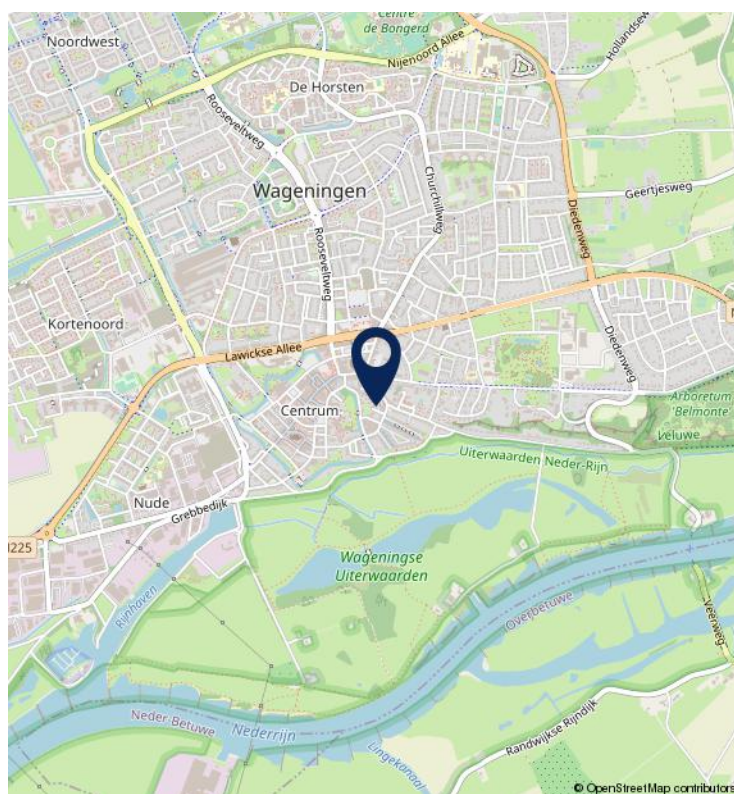 Centre
de Bongerd
Hollandsew
Noordwest
Nijenoord Allee
De Horsten
Rooseveltweg
Churchillweg
Wageningen
Geertjesweg
Diedenweg
Rooseveltweg
N
Kortenoord
Lawickse Allee
Diedenweg
Arboretum
'Belmonte'
Centrum
Veluwe
Uiterwaarden Neder-Rijn
Nude
Grebbedijk
N225
Wageningse
Uiterwaarden
Rijnhaven
Overbetuwe
Veerweg
Neder-Betuwe
Nederrijn
Randwijkse Rijndijk
Lingekanaal
© OpenStreetMap contributors